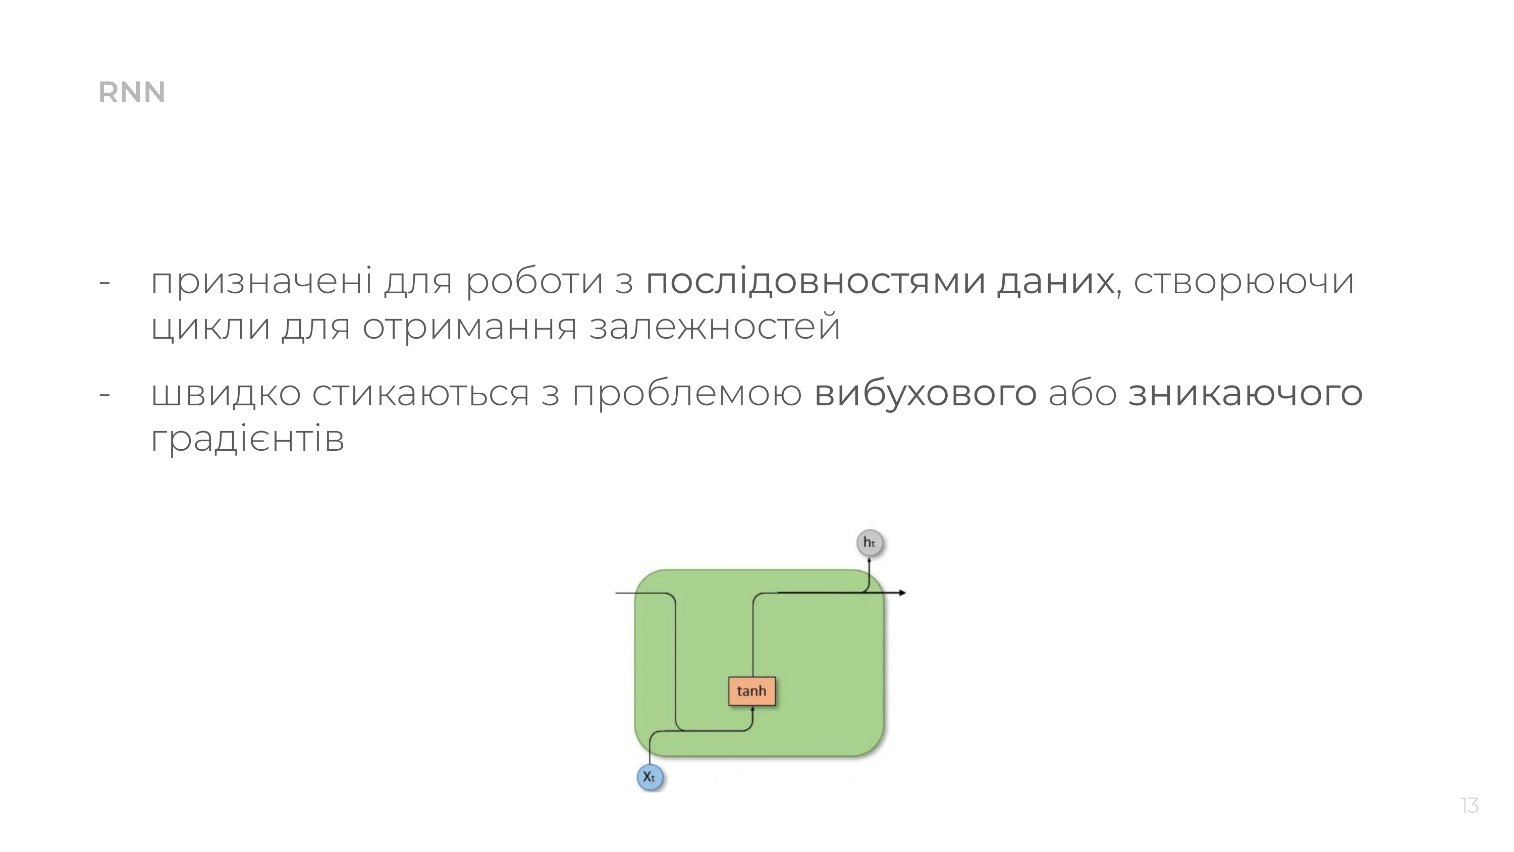 RNN
- призначені для роботи з послідовностями даних, створюючи
цикли для отримання залежностей
- швидко стикаються з проблемою вибухового або зникаючого
градієнтів
ht
tanh
Xt
13